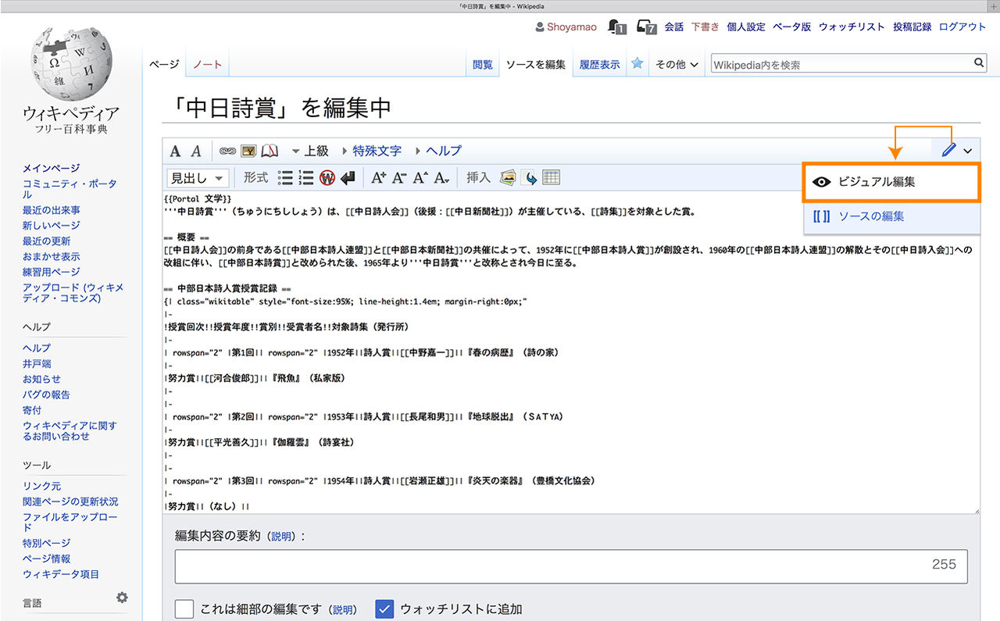 「中日詩賞」を編集中 - Wikipedia
Shoyamao 1 7 会話 下書き 個人設定 ベータ版 ウォッチリスト 投稿記録 ログアウト
ページ ノート 閲覧 ソースを編集 履歴表示 その他 Wikipedia内を検索
ウィキペディア
フリー百科事典
メインページ
コミュニティ・ポータ
ル
最近の出来事
新しいページ
最近の更新
おまかせ表示
練習用ページ
アップロード (ウィキメ
ディア・コモンズ)
ヘルプ
ヘルプ
井戸端
お知らせ
バグの報告
寄付
ウィキペディアに関す
るお問い合わせ
ツール
リンク元
関連ページの更新状況
ファイルをアップロー
ド
特別ページ
ページ情報
ウィキデータ項目
言語
「中日詩賞」を編集中
A A 上級 特殊文字 ヘルプ
見出し 形式 A+ A- A^ A 挿入
ビジュアル編集
[[]] ソースの編集
{{Portal 文学}}
'''中日詩賞'''（ちゅうにちししょう）は、[[中日詩人会]]（後援：[[中日新聞社]]）が主催している、[[詩集]]を対象とした賞。
== 概要 ==
[[中日詩人会]]の前身である[[中部日本詩人連盟]]と[[中部日本新聞社]]の共催によって、1952年に[[中部日本詩人賞]]が創設され、1960年の[[中部日本詩人連盟]]の解散とその[[中日詩人会]]への
改組に伴い、[[中部日本詩賞]]と改められた後、1965年より'''中日詩賞'''と改称とされ今日に至る。
== 中部日本詩人賞授賞記録 ==
{| class="wikitable" style="font-size:95%; line-height:1.4em; margin-right:0px;"
|-
!授賞回次!!授賞年度!!賞別!!受賞者名!!対象詩集（発行所）
|-
| rowspan="2" |第1回|| rowspan="2" |1952年||詩人賞||[[中野嘉一]]||『春の病歴』（詩の家）
|-
|努力賞||[[河合俊郎]]||『飛魚』（私家版）
|-
|-
| rowspan="2" |第2回|| rowspan="2" |1953年||詩人賞||[[長尾和男]]||『地球脱出』（ＳＡＴＹＡ）
|-
|努力賞||[[平光善久]]||『伽羅雲』（詩宴社）
|-
|-
| rowspan="2" |第3回|| rowspan="2" |1954年||詩人賞||[[岩瀬正雄]]||『炎天の楽器』（豊橋文化協会）
|-
|努力賞||（なし）||
編集内容の要約（説明）：
255
これは細部の編集です（説明） ウォッチリストに追加